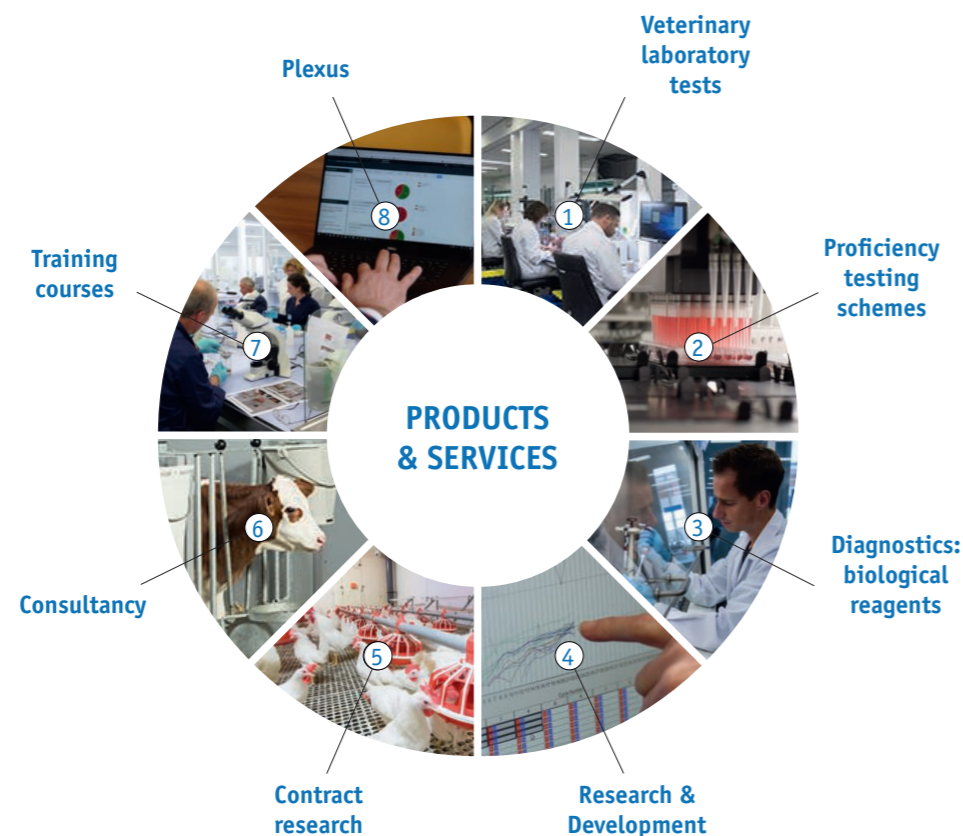 PRODUCTS
& SERVICES
1
Veterinary
laboratory
tests
2
Proficiency
testing
schemes
3
Diagnostics:
biological
reagents
4
Research &
Development
5
Contract
research
6
Consultancy
7
Training
courses
8
Plexus